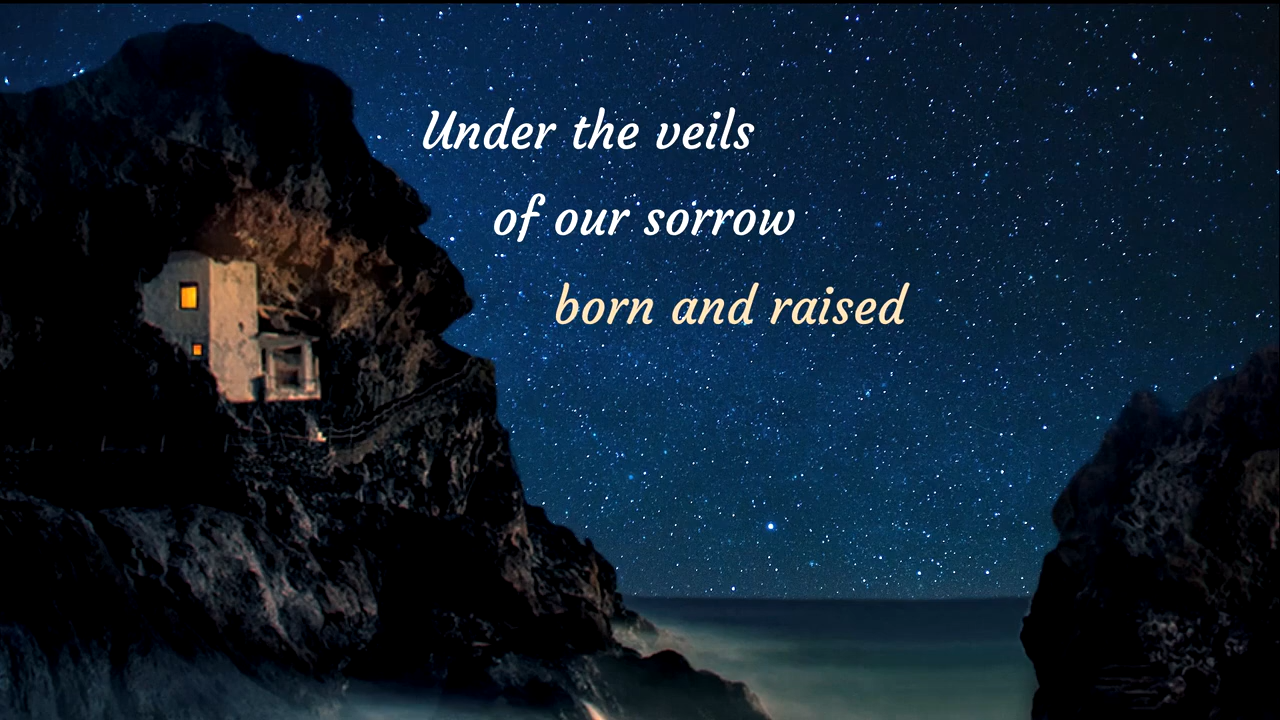 Under the veils
of our sorrow
born and raised